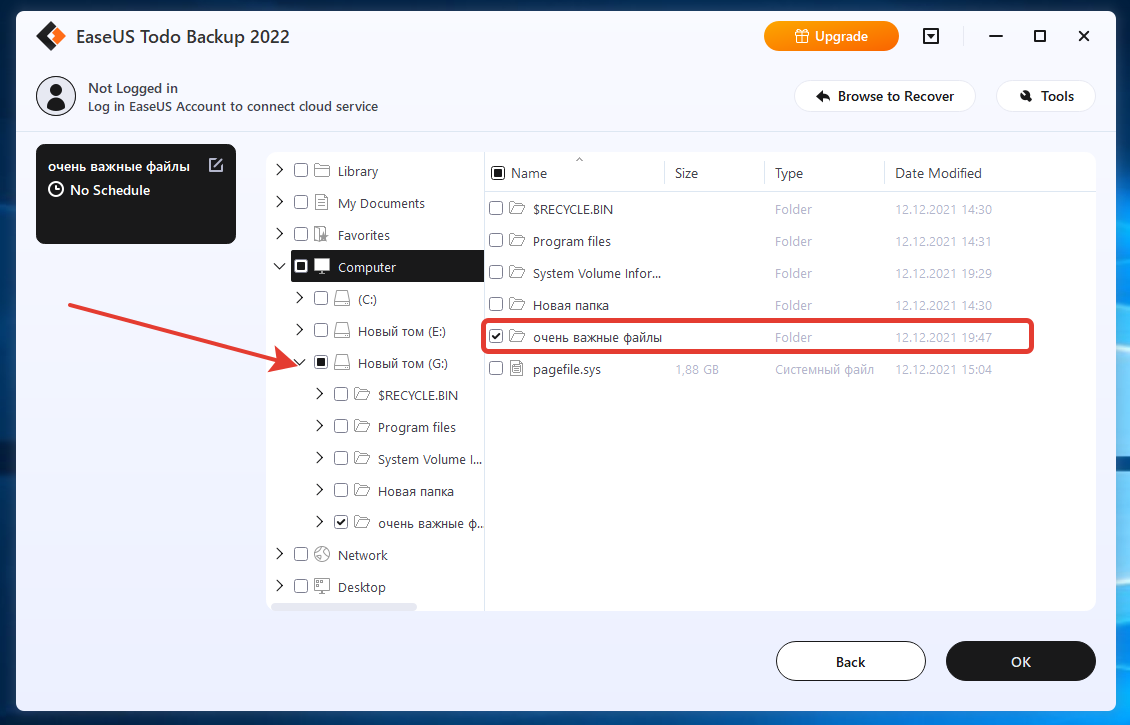 EaseUS Todo Backup 2022
Upgrade
Not Logged in
Log in EaseUS Account to connect cloud service
Browse to Recover
Tools
очень важные файлы
No Schedule
Library
My Documents
Favorites
Computer
(C:)
Новый том (E:)
Новый том (G:)
$RECYCLE.BIN
Program files
System Volume I...
Новая папка
очень важные ф...
Network
Desktop
Name Size Type Date Modified
$RECYCLE.BIN Folder 12.12.2021 14:30
Program files Folder 12.12.2021 14:31
System Volume Infor... Folder 12.12.2021 19:29
Новая папка Folder 12.12.2021 14:30
очень важные файлы Folder 12.12.2021 19:47
pagefile.sys 1,88 GB Системный файл 12.12.2021 15:04
Back
OK